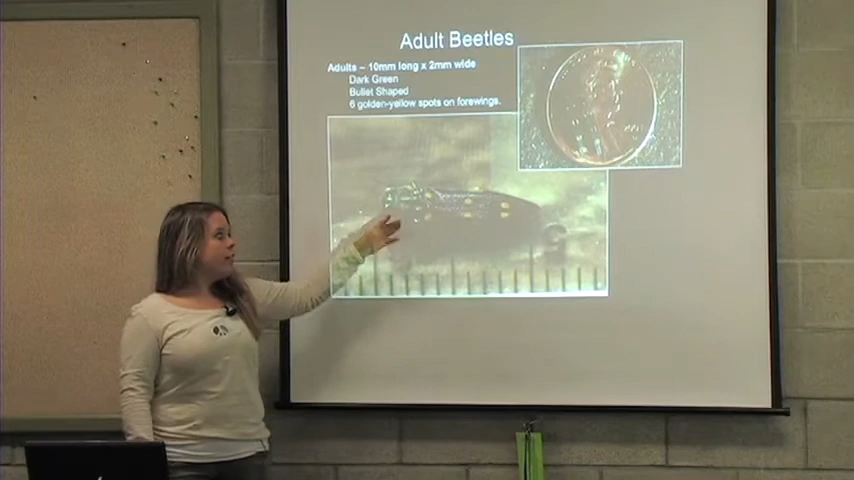 Adult Beetles
Adults – 10mm long x 2mm wide
Dark Green
Bullet Shaped
6 golden-yellow spots on forewings.